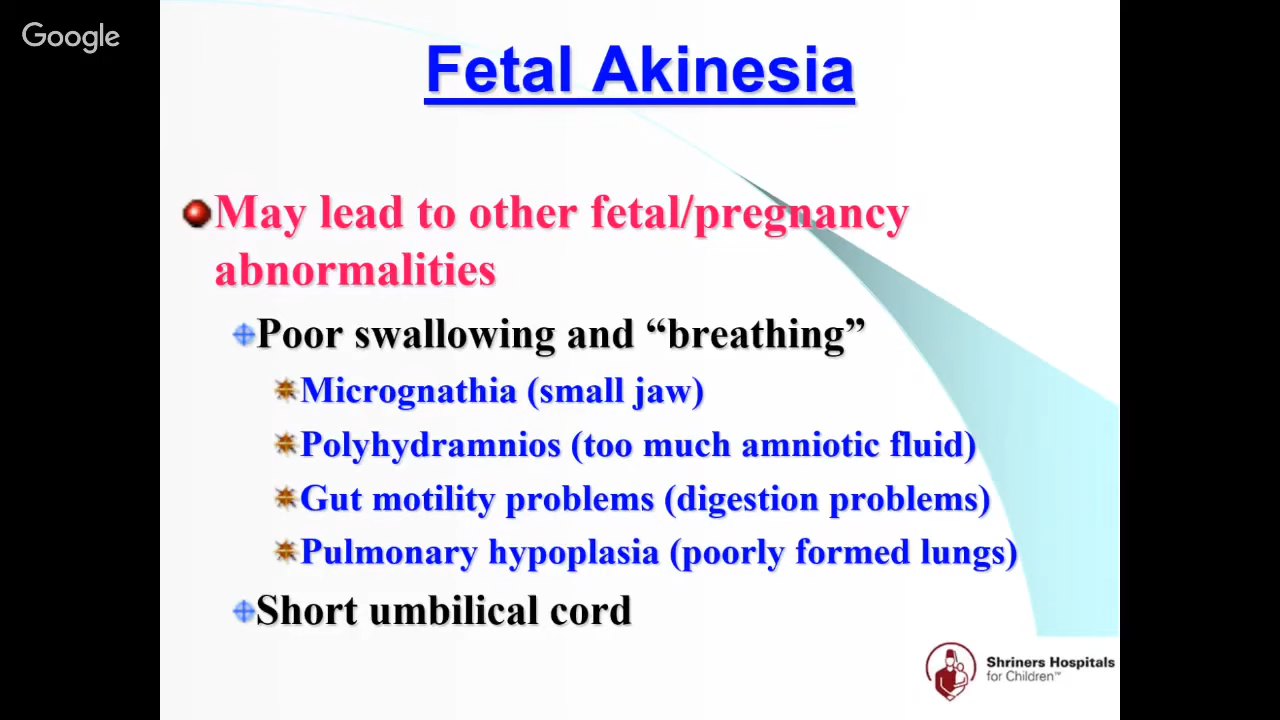 Google
Fetal Akinesia
May lead to other fetal/pregnancy
abnormalities
Poor swallowing and “breathing”
Micrognathia (small jaw)
Polyhydramnios (too much amniotic fluid)
Gut motility problems (digestion problems)
Pulmonary hypoplasia (poorly formed lungs)
Short umbilical cord
Shriners Hospitals
for Children™